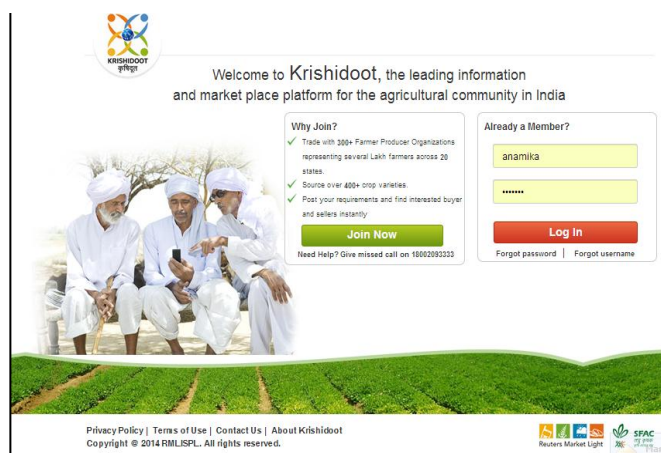 KRISHIDOOT
कृषिदूत
Welcome to Krishidoot, the leading information
and market place platform for the agricultural community in India
Why Join?
Trade with 300+ Farmer Producer Organizations
representing several Lakh farmers across 20
states.
Source over 400+ crop varieties.
Post your requirements and find interested buyer
and sellers instantly
Join Now
Need Help? Give missed call on 18002093333
Already a Member?
anamika
•••••••
Log In
Forgot password | Forgot username
Privacy Policy | Terms of Use | Contact Us | About Krishidoot
Copyright @ 2014 RMLISPL. All rights reserved.
Reuters Market Light
SFAC